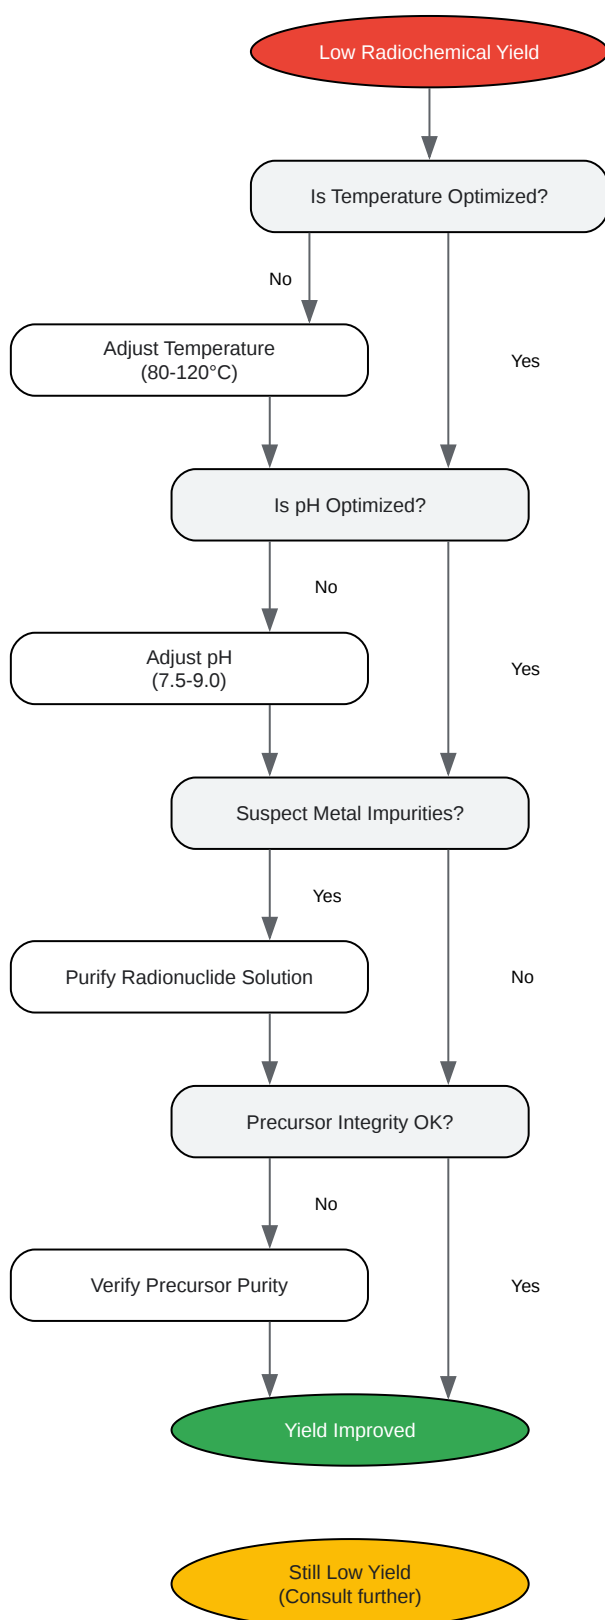 Low Radiochemical Yield
Is Temperature Optimized?
No
Adjust Temperature
(80-120°C)
Yes
Is pH Optimized?
No
Adjust pH
(7.5-9.0)
Yes
Suspect Metal Impurities?
Yes
Purify Radionuclide Solution
No
Precursor Integrity OK?
No
Verify Precursor Purity
Yes
Yield Improved
Still Low Yield
(Consult further)